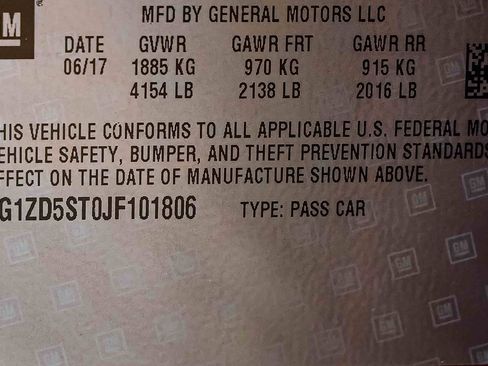 GM
MFD BY GENERAL MOTORS LLC
DATE GVWR GAWR FRT GAWR RR
06/17 1885 KG 970 KG 915 KG
4154 LB 2138 LB 2016 LB
HIS VEHICLE CONFORMS TO ALL APPLICABLE U.S. FEDERAL MO
EHICLE SAFETY, BUMPER, AND THEFT PREVENTION STANDARDS
FFECT ON THE DATE OF MANUFACTURE SHOWN ABOVE.
G1ZD5ST0JF101806 TYPE: PASS CAR